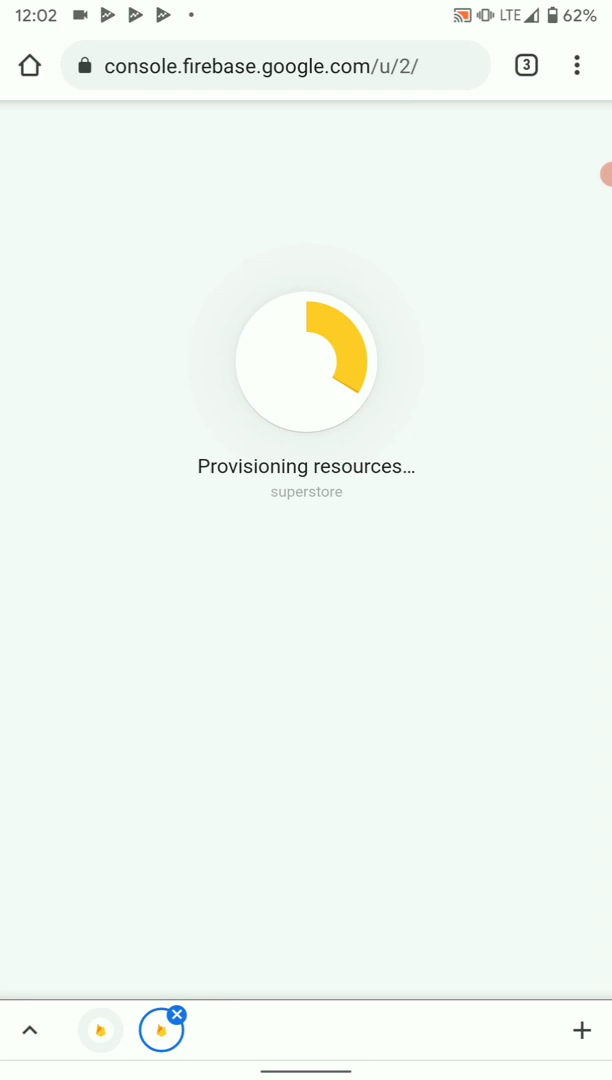 12:02 LTE 62%
console.firebase.google.com/u/2/ 3
Provisioning resources...
superstore